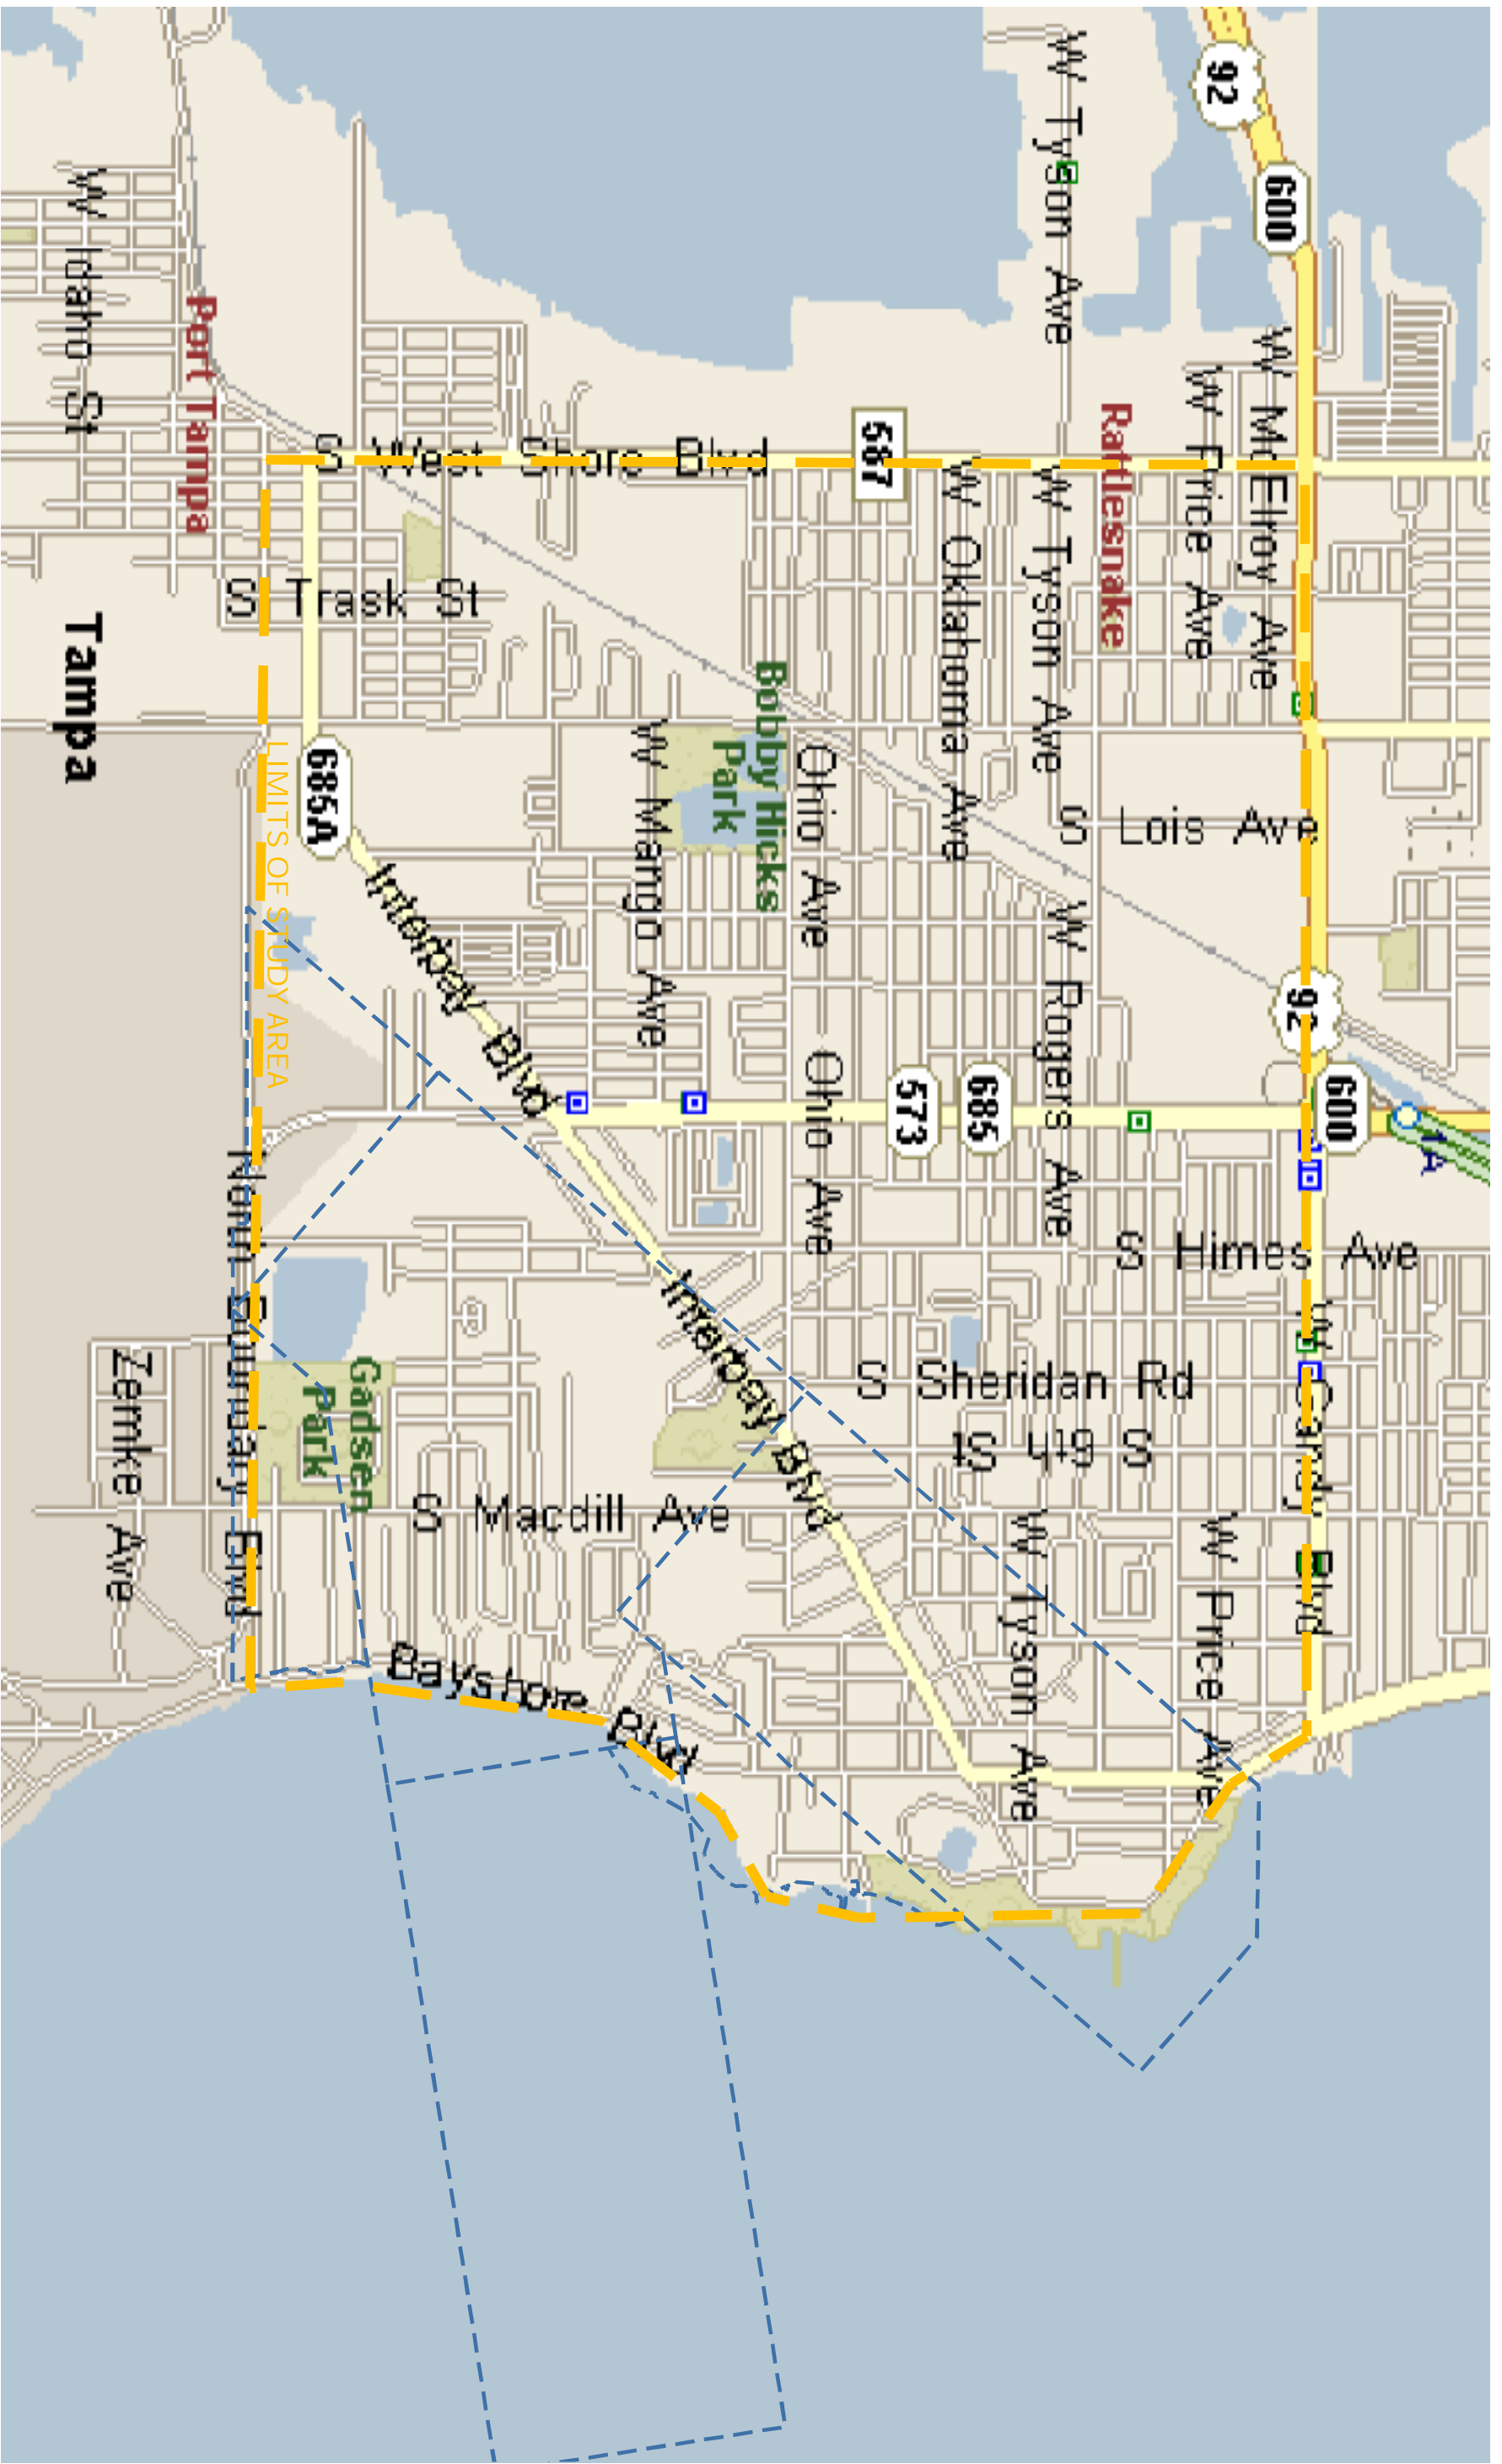 W Tyson Ave
92
600
W Idaho St
Port Tampa
W McElroy Ave
W Price Ave
Rattlesnake
S West Shore Blvd
587
W Oklahoma Ave
W Tyson Ave
S Trask St
Tampa
Bobby Hicks
Park
W Mango Ave
Ohio Ave
685A
LIMITS OF STUDY AREA
S Lois Ave
Interbay Blvd
W Rogers Ave
92
600
573
685
Ohio Ave
North Boundary Blvd
S Himes Ave
Interbay Blvd
S Sheridan Rd
W Gandy Blvd
Zemke Ave
Gadsen
Park
S Macdill Ave
W Tyson Ave
W Price Ave
Bayshore Blvd